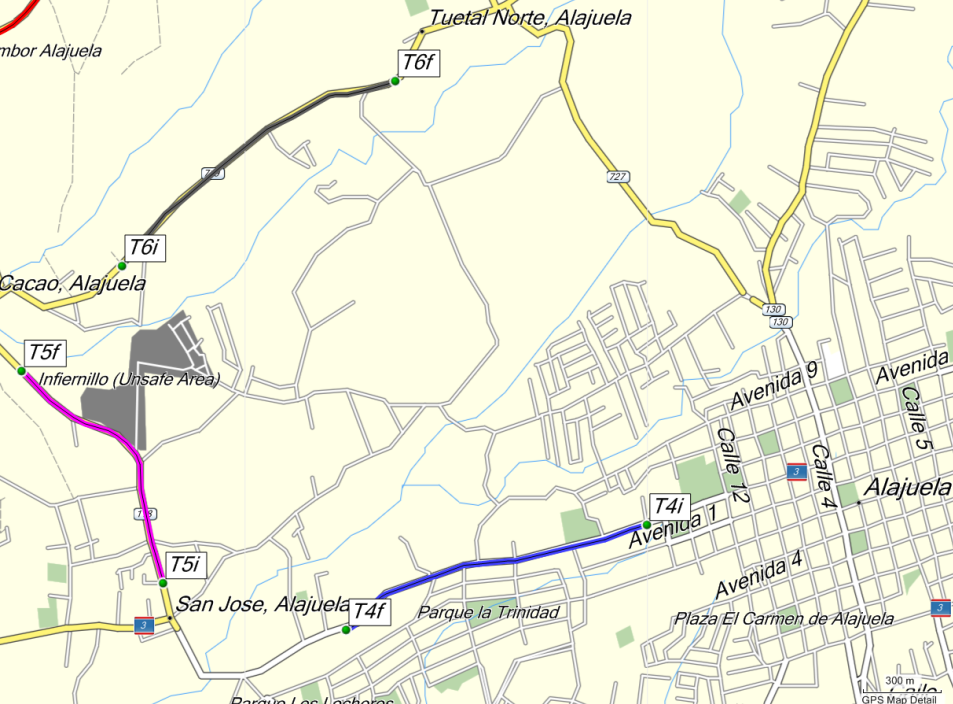 Tuetal Norte, Alajuela
mbor Alajuela
T6f
727
T6i
Cacao, Alajuela
130
130
T5f
Infiernillo (Unsafe Area)
Avenida 9
Avenida
Calle 5
Calle 12
Calle 4
3
Alajuela
T4i
Avenida 1
T5i
Avenida 4
San Jose, Alajuela
T4f
Parque la Trinidad
3
3
Plaza El Carmen de Alajuela
300 m
Parque Los Locheros
Calle
GPS Map Detail